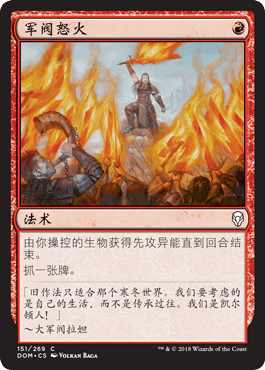 军阀怒火
法术
由你操控的生物获得先攻异能直到回合结
束。
抓一张牌。
「旧作法只适合那个寒冬世界。我们要考虑的
是自己的生活，而不是传承过往。我们是凯尔
顿人！」
～大军阀拉妲
151/269 C
DOM • CS VOLKAN BAGA
™ & © 2018 Wizards of the Coast